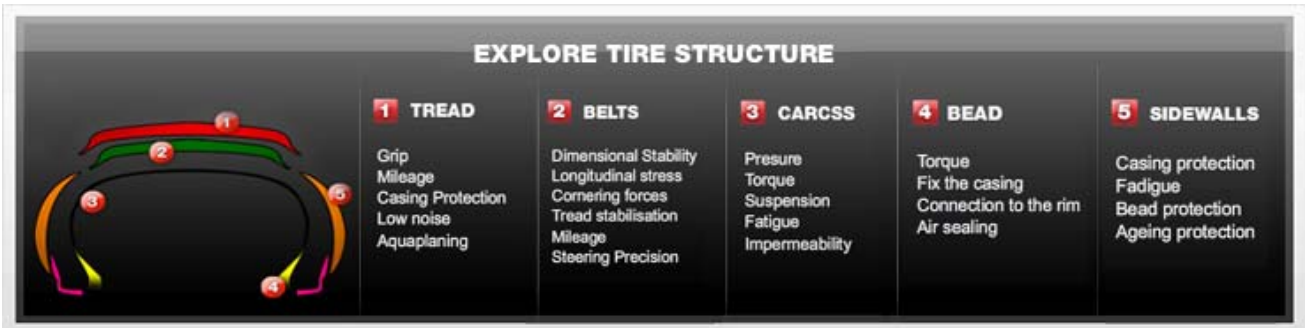 EXPLORE TIRE STRUCTURE
1
2
3
5
4
1 TREAD
Grip
Mileage
Casing Protection
Low noise
Aquaplaning
2 BELTS
Dimensional Stability
Longitudinal stress
Cornering forces
Tread stabilisation
Mileage
Steering Precision
3 CARCSS
Presure
Torque
Suspension
Fatigue
Impermeability
4 BEAD
Torque
Fix the casing
Connection to the rim
Air sealing
5 SIDEWALLS
Casing protection
Fadigue
Bead protection
Ageing protection